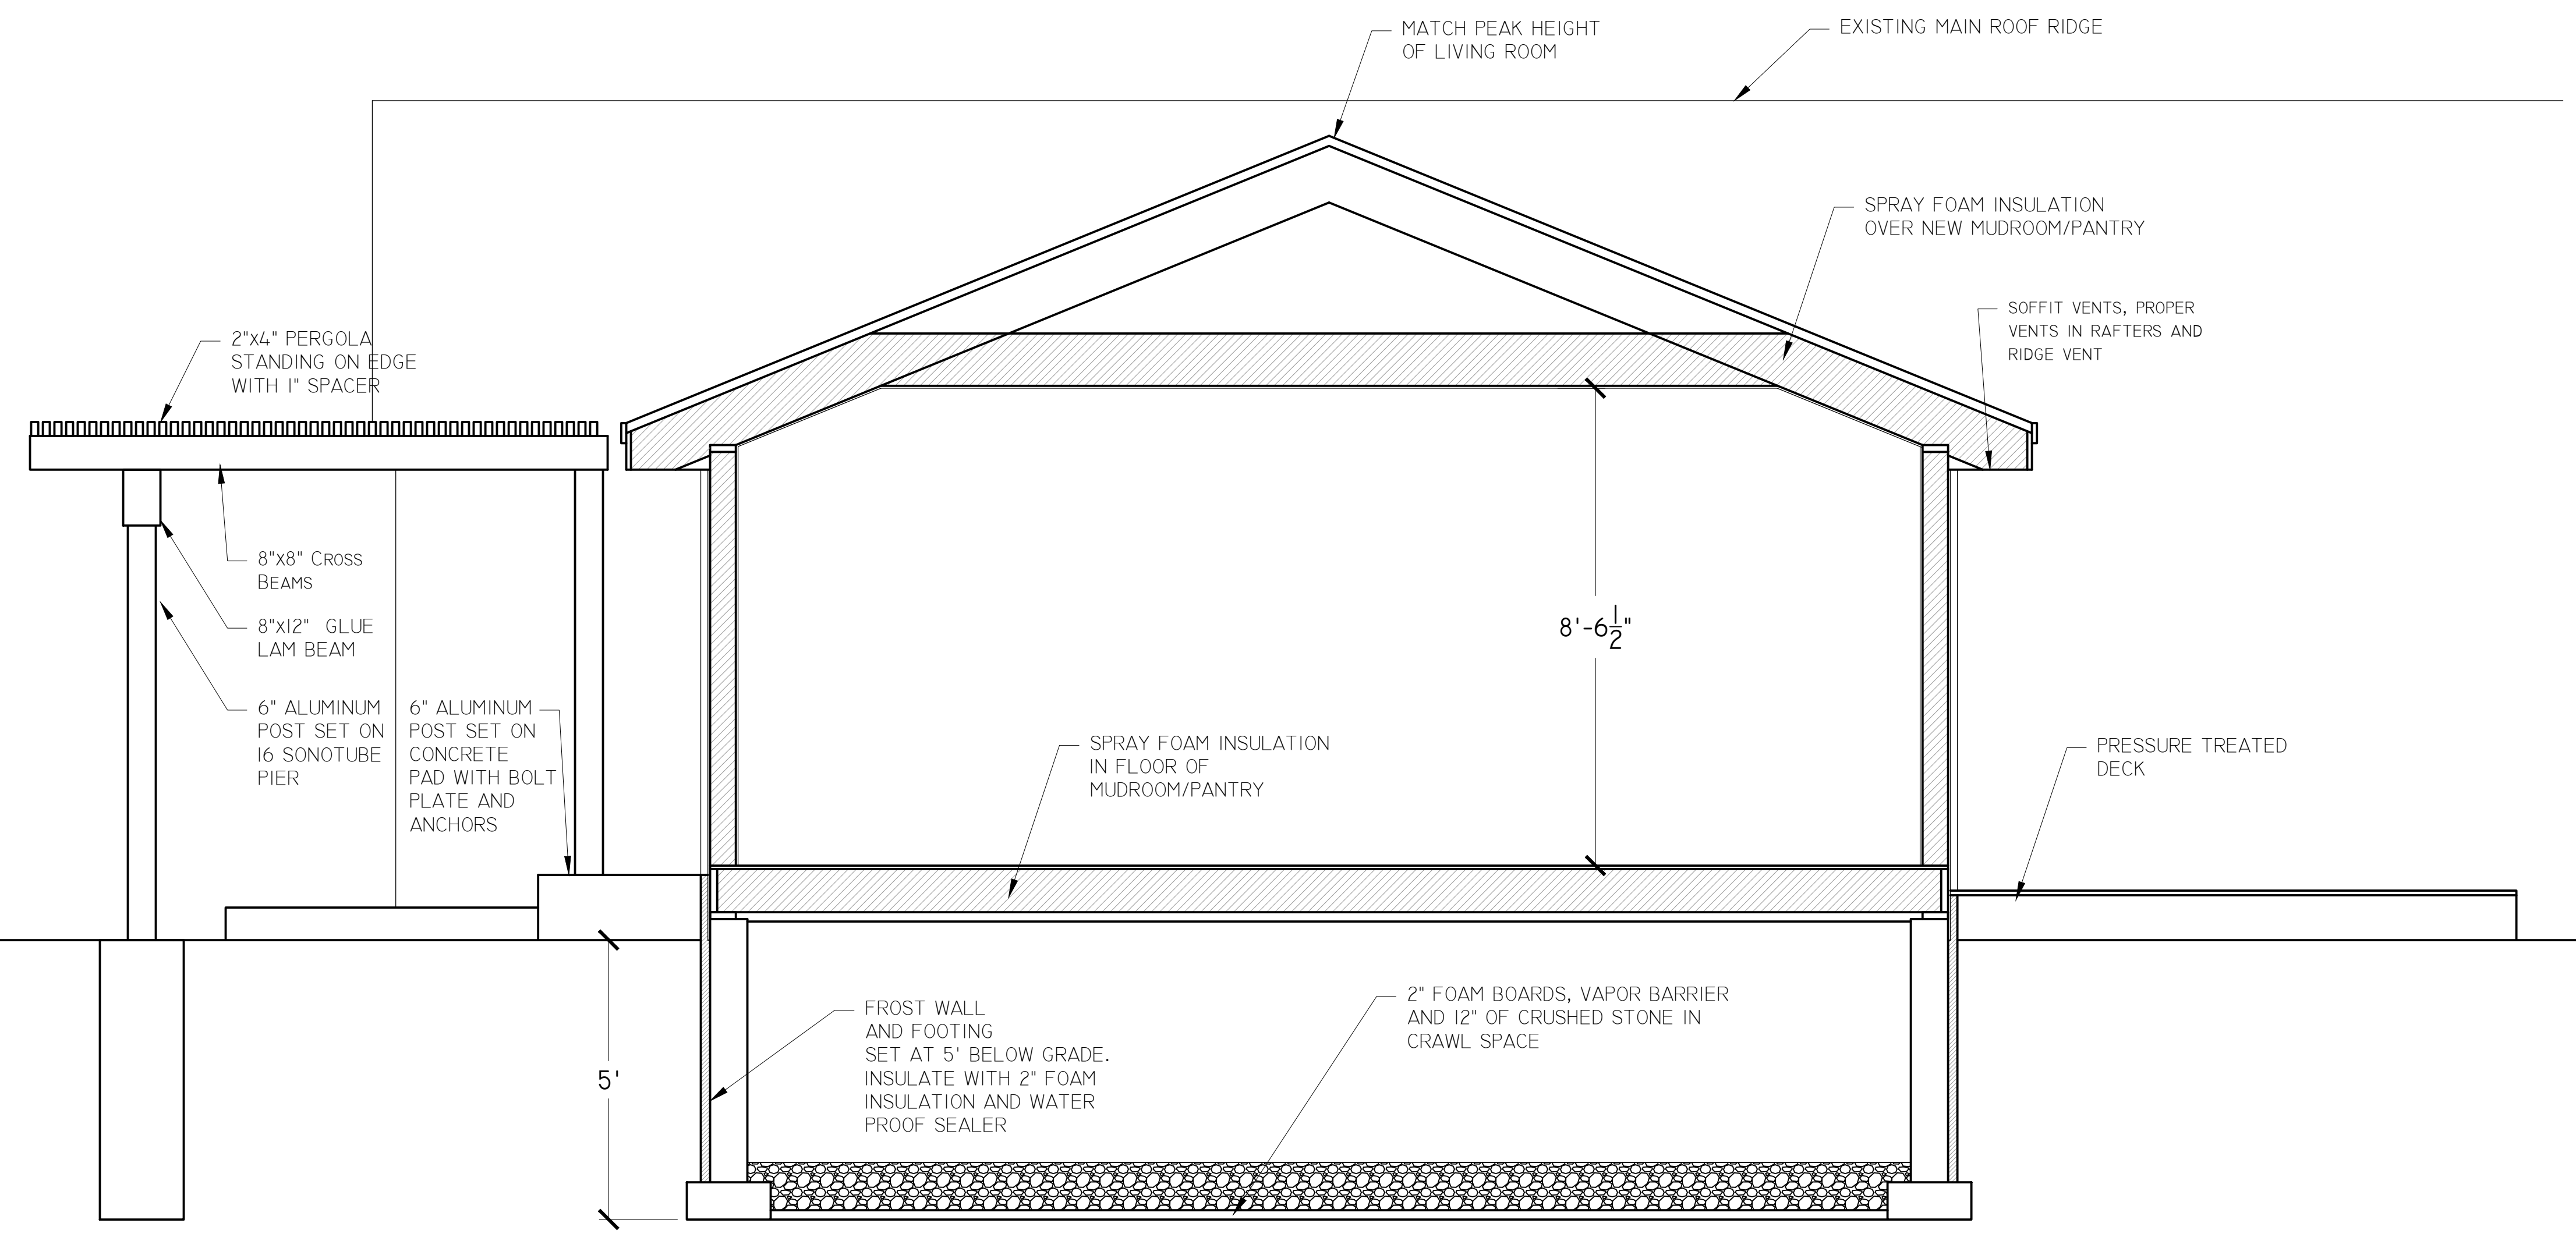 MATCH PEAK HEIGHT
OF LIVING ROOM
EXISTING MAIN ROOF RIDGE
SPRAY FOAM INSULATION
OVER NEW MUDROOM/PANTRY
SOFFIT VENTS, PROPER
VENTS IN RAFTERS AND
RIDGE VENT
2"x4" PERGOLA
STANDING ON EDGE
WITH 1" SPACER
8"x8" CROSS
BEAMS
8"x12" GLUE
LAM BEAM
6" ALUMINUM
POST SET ON
16 SONOTUBE
PIER
6" ALUMINUM
POST SET ON
CONCRETE
PAD WITH BOLT
PLATE AND
ANCHORS
8'-6 1/2"
SPRAY FOAM INSULATION
IN FLOOR OF
MUDROOM/PANTRY
PRESSURE TREATED
DECK
5'
FROST WALL
AND FOOTING
SET AT 5' BELOW GRADE.
INSULATE WITH 2" FOAM
INSULATION AND WATER
PROOF SEALER
2" FOAM BOARDS, VAPOR BARRIER
AND 12" OF CRUSHED STONE IN
CRAWL SPACE